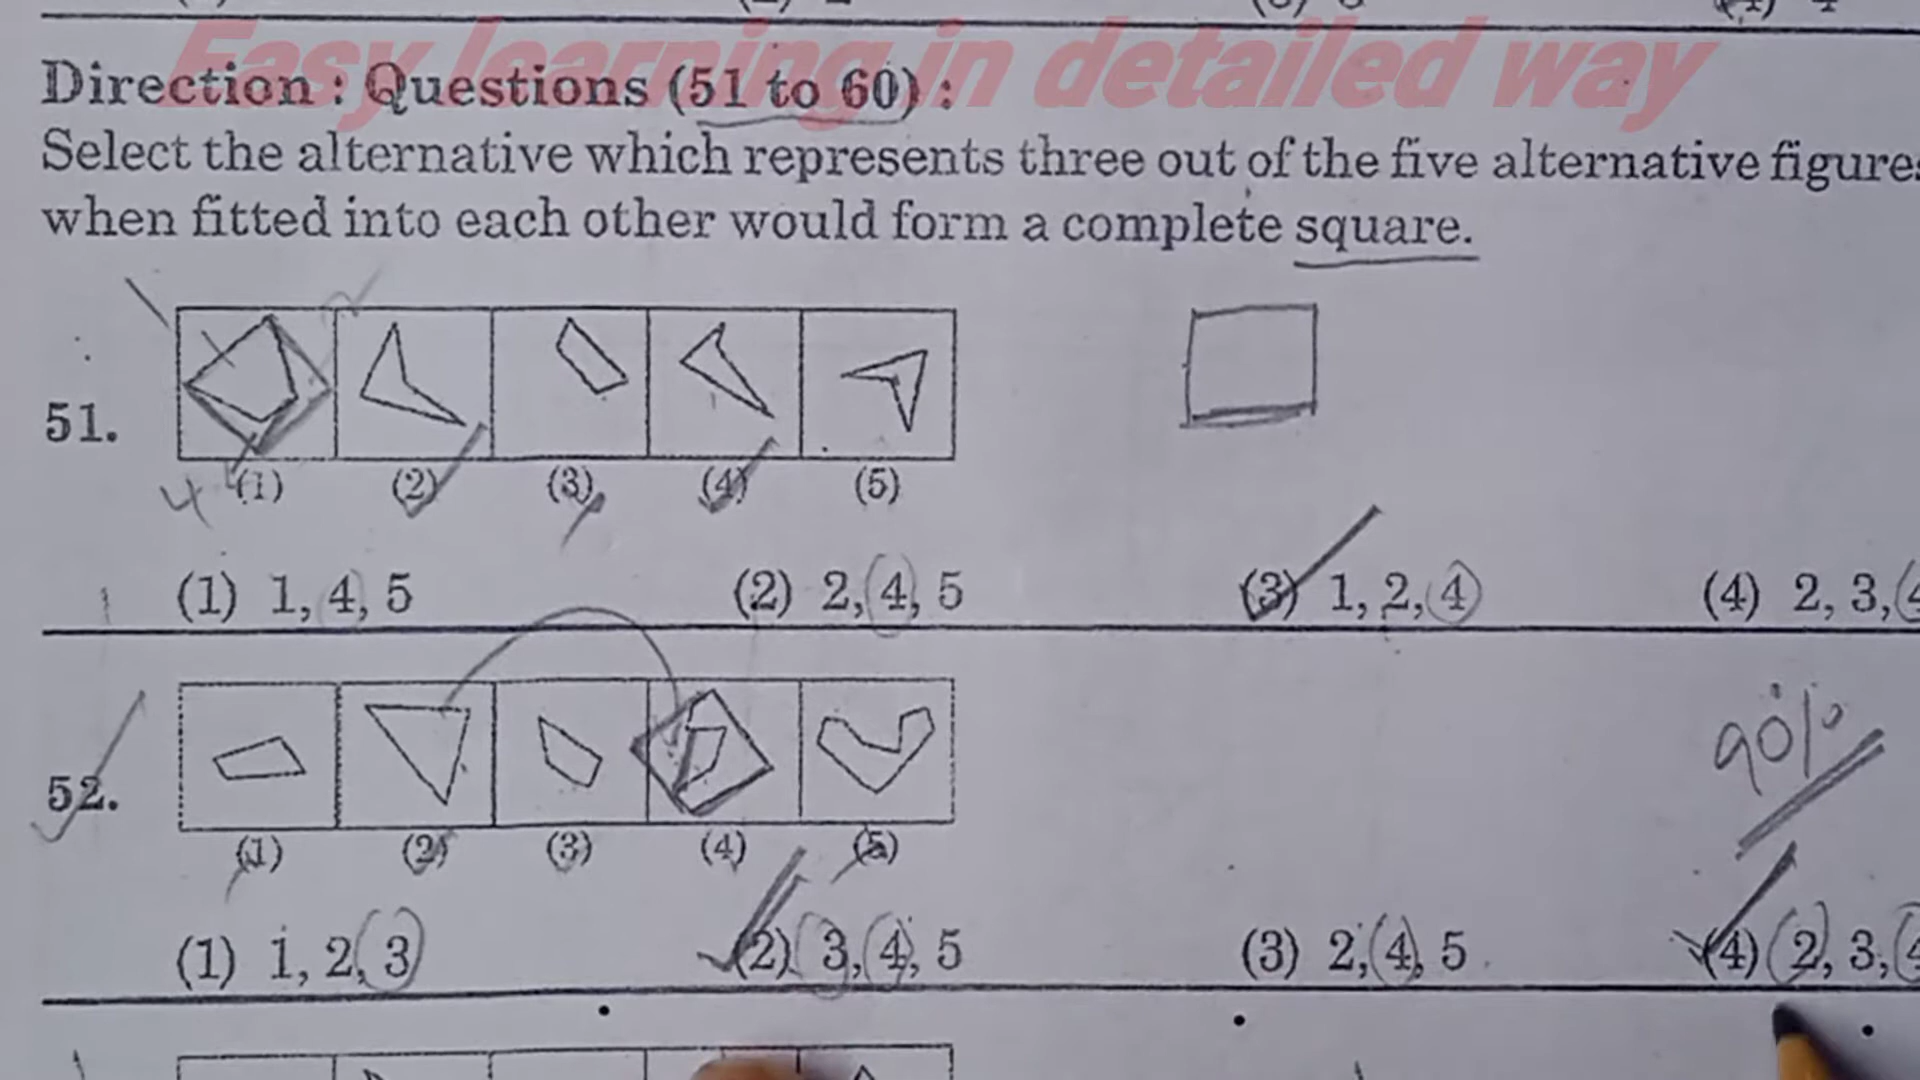 Easy learning in detailed way
Direction : Questions (51 to 60) :
Select the alternative which represents three out of the five alternative figures
when fitted into each other would form a complete square.
51.
(1) (2) (3) (4) (5)
(1) 1, 4, 5 (2) 2, 4, 5 (3) 1, 2, 4 (4) 2, 3, 4
52.
90%
(1) (2) (3) (4) (5)
(1) 1, 2, 3 (2) 3, 4, 5 (3) 2, 4, 5 (4) 2, 3, 4